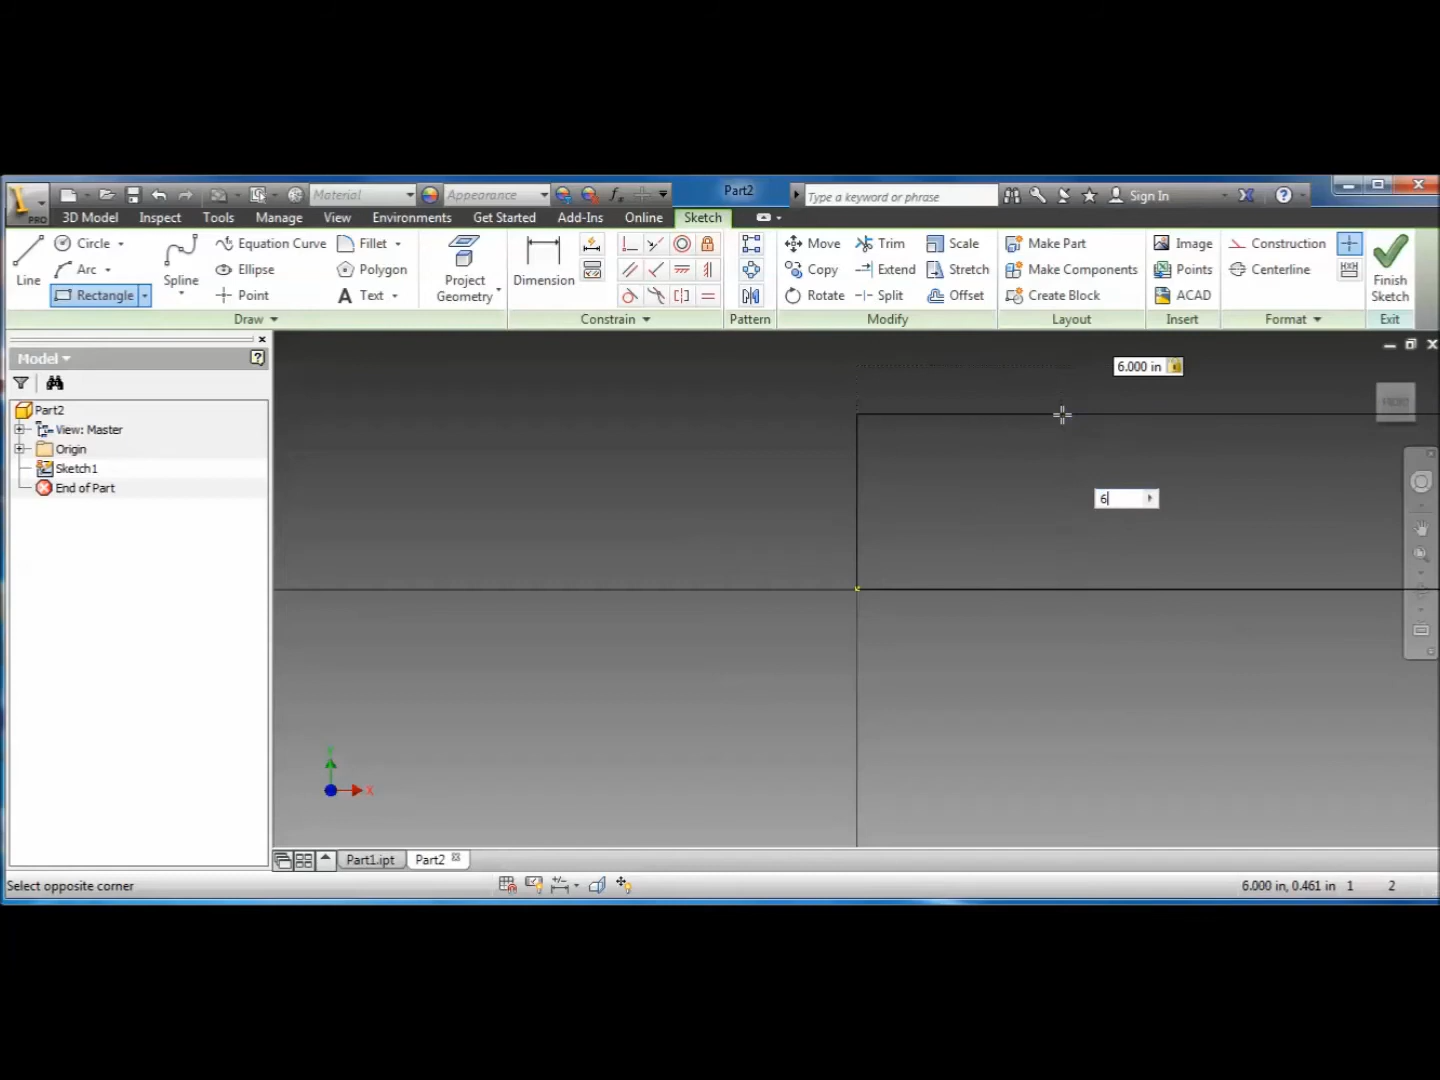 Material
Appearance
Part2
Type a keyword or phrase
Sign In
PRO
3D Model
Inspect
Tools
Manage
View
Environments
Get Started
Add-Ins
Online
Sketch
Line
Circle
Arc
Rectangle
Spline
Equation Curve
Ellipse
Point
Fillet
Polygon
Text
Project Geometry
Dimension
Move
Copy
Rotate
Trim
Extend
Split
Scale
Stretch
Offset
Make Part
Make Components
Create Block
Image
Points
ACAD
Construction
Centerline
Finish Sketch
Draw
Constrain
Pattern
Modify
Layout
Insert
Format
Exit
Model
Part2
View: Master
Origin
Sketch1
End of Part
6.000 in
6
FRONT
X
Part1.ipt
Part2
Select opposite corner
6.000 in, 0.461 in 1 2